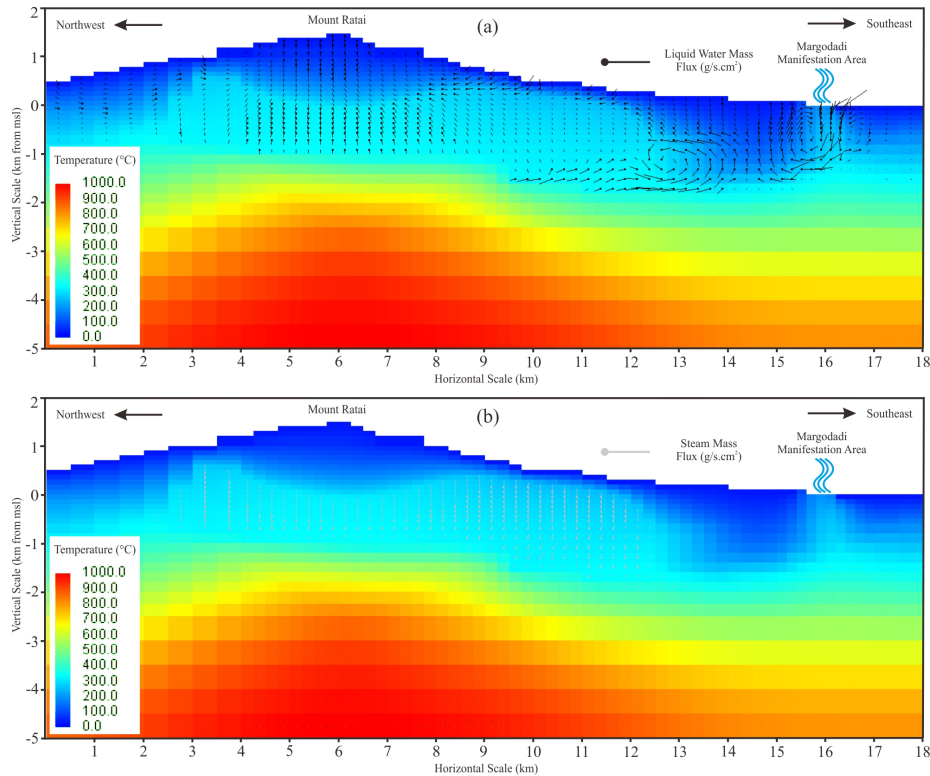 Northwest
Mount Ratai
(a)
Southeast
Liquid Water Mass
Flux (g/s.cm²)
Margodadi
Manifestation Area
Vertical Scale (km from msl)
2
1
0
-1
-2
-3
-4
-5
Temperature (°C)
1000.0
900.0
800.0
700.0
600.0
500.0
400.0
300.0
200.0
100.0
0.0
1 2 3 4 5 6 7 8 9 10 11 12 13 14 15 16 17 18
Horizontal Scale (km)
Northwest
Mount Ratai
(b)
Southeast
Steam Mass
Flux (g/s.cm²)
Margodadi
Manifestation Area
Vertical Scale (km from msl)
2
1
0
-1
-2
-3
-4
-5
Temperature (°C)
1000.0
900.0
800.0
700.0
600.0
500.0
400.0
300.0
200.0
100.0
0.0
1 2 3 4 5 6 7 8 9 10 11 12 13 14 15 16 17 18
Horizontal Scale (km)